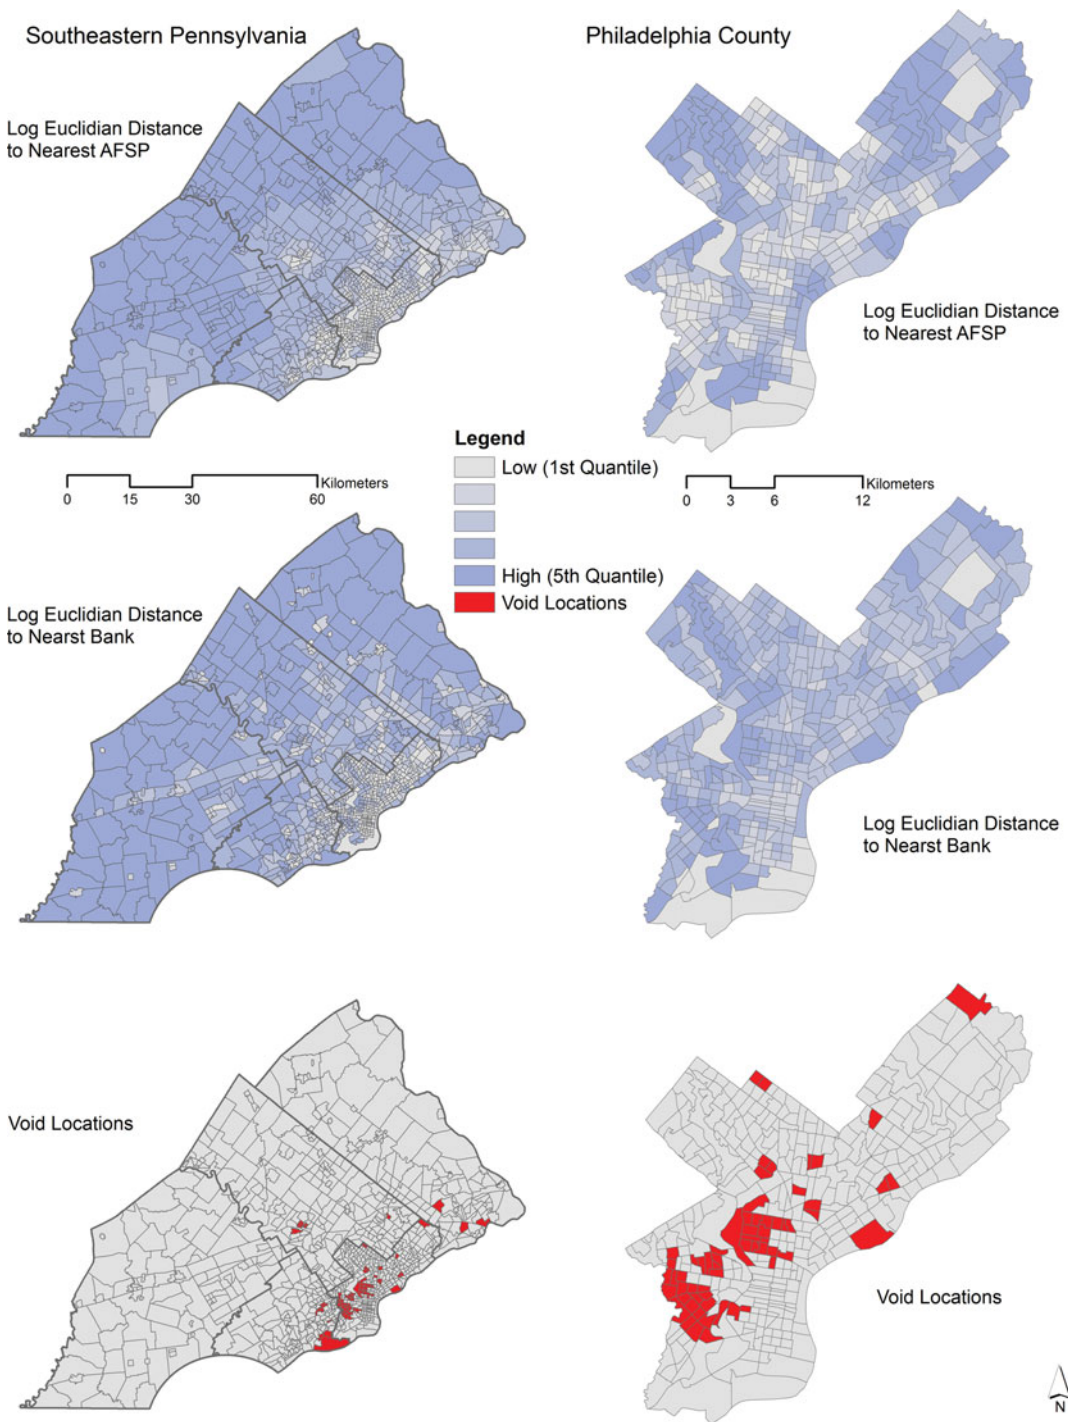 Southeastern Pennsylvania
Philadelphia County
Log Euclidian Distance
to Nearest AFSP
Log Euclidian Distance
to Nearest AFSP
Legend
Low (1st Quantile)
High (5th Quantile)
Void Locations
Kilometers
0 15 30 60
Kilometers
0 3 6 12
Log Euclidian Distance
to Nearst Bank
Log Euclidian Distance
to Nearst Bank
Void Locations
Void Locations
N